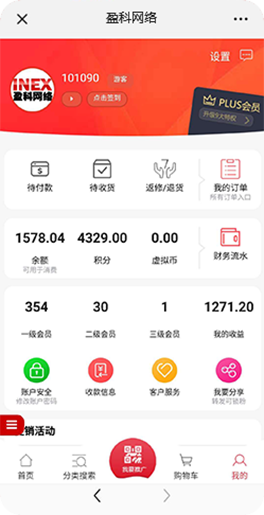 盈科网络
设置
iNEX
盈科网络
101090 游客
点击签到
PLUS会员
升级9大特权
待付款 待收货 返修/退货 我的订单
所有订单入口
1578.04 4329.00 0.00
余额 积分 虚拟币 财务流水
可用于消费
354 30 1 1271.20
一级会员 二级会员 三级会员 我的收益
账户安全 收款信息 客户服务 我要分享
修改账户密码 转发可锁粉
营销活动
首页 分类搜索 我要推广 购物车 我的